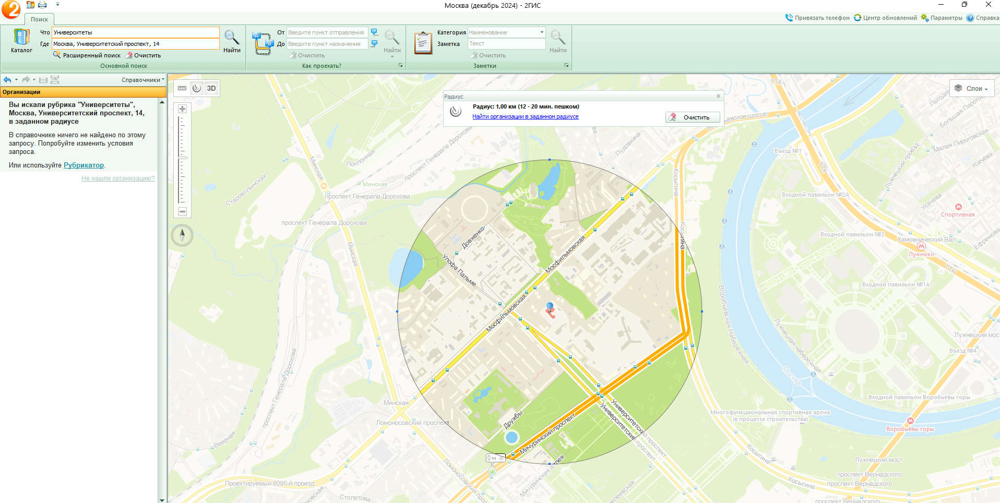 Москва (декабрь 2024) - 2ГИС
Поиск
Привязать телефон
Центр обновлений
Параметры
Справка
Каталог
Что
Университеты
Где
Москва, Университетский проспект, 14
Расширенный поиск
Очистить
Найти
Основной поиск
A
B
От
Введите пункт отправления
До
Введите пункт назначения
Очистить
Найти
Как проехать?
Категория
Наименование
Заметка
Текст
Очистить
Найти
Заметки
Справочники
Организации
Вы искали рубрика "Университеты",
Москва, Университетский проспект, 14,
в заданном радиусе
В справочнике ничего не найдено по этому
запросу. Попробуйте изменить условия
запроса.
Или используйте Рубрикатор.
Не нашли организацию?
3D
Слои
Радиус
Радиус: 1,00 км (12 - 20 мин. пешком)
Найти организации в заданном радиусе
Очистить
ТТК
Погодинская
Большая Пироговская
Малая Пироговская
Воробьёвское шоссе
Пудовкина
проспект Генерала Дорохова
Поклонная
Минская
Въезд №1
Усачёва
ТТК
Лужнецкий проезд
Косыгина
Минская
Староволынская
проспект Генерала Дорохова
Входной павильон №2А
Усачёва
Спортивная
проспект Генерала Дорохова
Довженко
Косыгина
Входной павильон №3
Хамовнический Вал
Ефремова
Лужники
Минская
Мосфильмовская
Улофа Пальме
ТТК
Входной павильон №1А
Воробьёвская Набережная
Мосфильмовская
Лужнецкая набережная
Лужнецкий мост
Въезд №4
проспект Генерала Дорохова
Москва
Входной павильон Воробьёвы горы
Минская
Университетский проспект
Университетский проспект
Многофункциональная спортивная арена
(в процессе строительства)
Дружбы
Ломоносовский проспект
Воробьёвы горы
Мичуринский проспект
Веерная
Косыгина
0 м
Мичуринская аллея
Ломоносовский
Лужнецкий мост
проспект Вернадского
Косыгина
проспект Вернадского
Проектируемый 6095-й проезд
Столетова